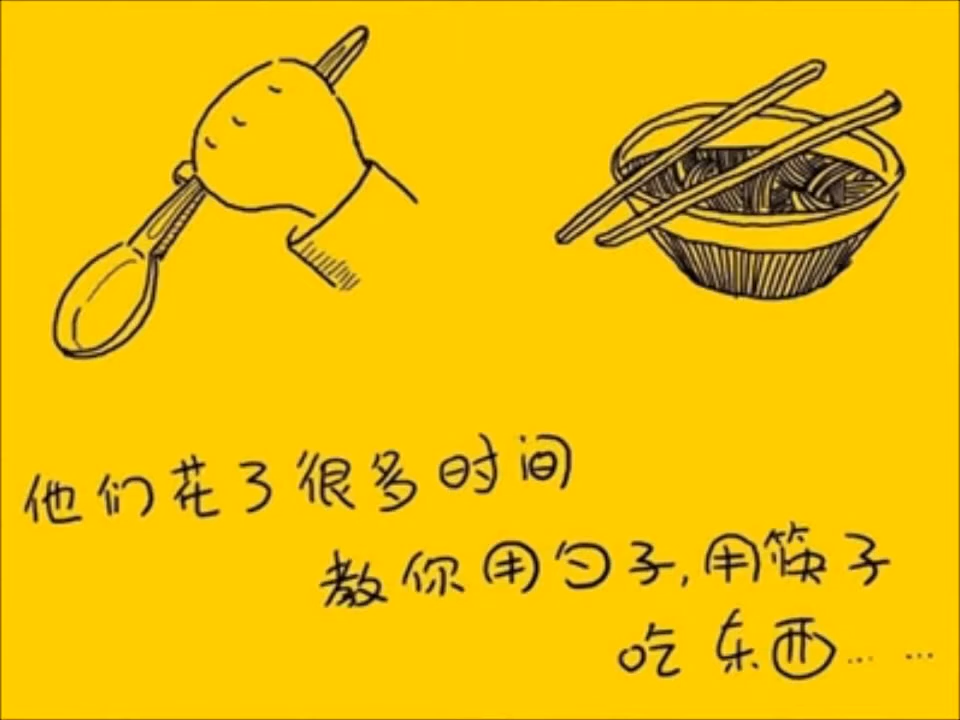 他们花了很多时间
教你用勺子,用筷子
吃东西……